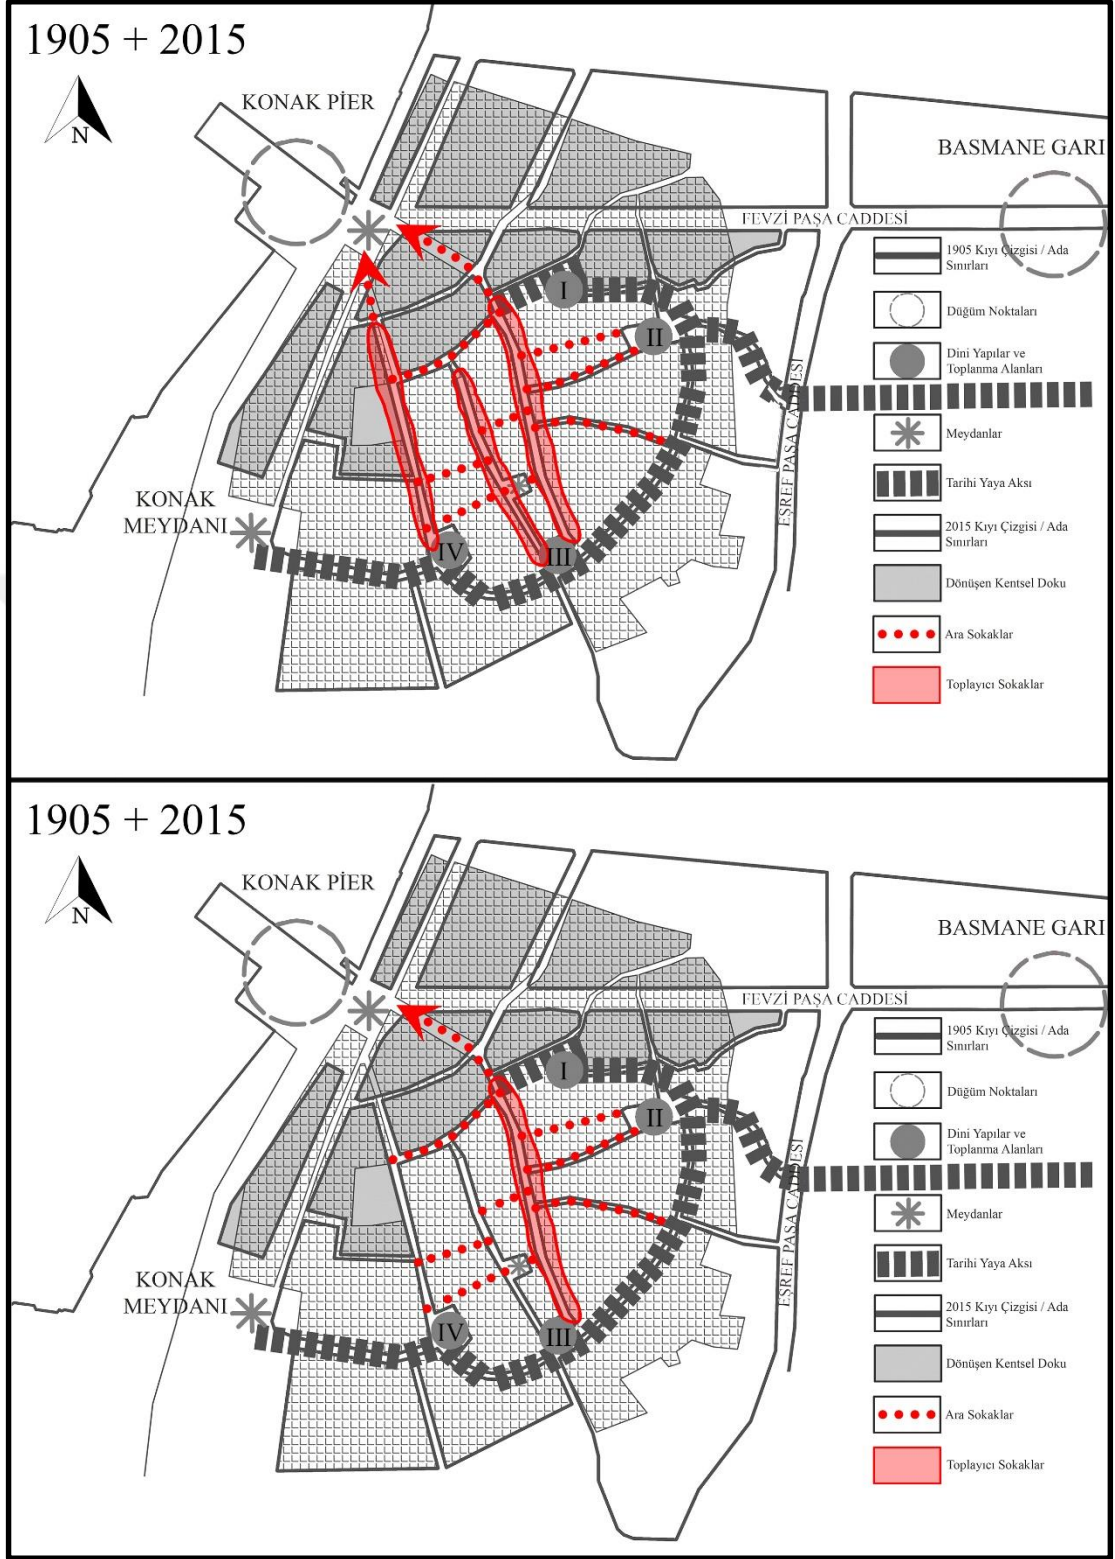 1905 + 2015
N
KONAK PİER
BASMANE GARI
FEVZİ PAŞA CADDESİ
EŞREF PAŞA CADDESİ
KONAK
MEYDANI
I
II
III
IV
1905 Kıyı Çizgisi / Ada
Sınırları
Düğüm Noktaları
Dini Yapılar ve
Toplanma Alanları
Meydanlar
Tarihi Yaya Aksı
2015 Kıyı Çizgisi / Ada
Sınırları
Dönüşen Kentsel Doku
Ara Sokaklar
Toplayıcı Sokaklar
1905 + 2015
N
KONAK PİER
BASMANE GARI
FEVZİ PAŞA CADDESİ
EŞREF PAŞA CADDESİ
KONAK
MEYDANI
I
II
III
IV
1905 Kıyı Çizgisi / Ada
Sınırları
Düğüm Noktaları
Dini Yapılar ve
Toplanma Alanları
Meydanlar
Tarihi Yaya Aksı
2015 Kıyı Çizgisi / Ada
Sınırları
Dönüşen Kentsel Doku
Ara Sokaklar
Toplayıcı Sokaklar